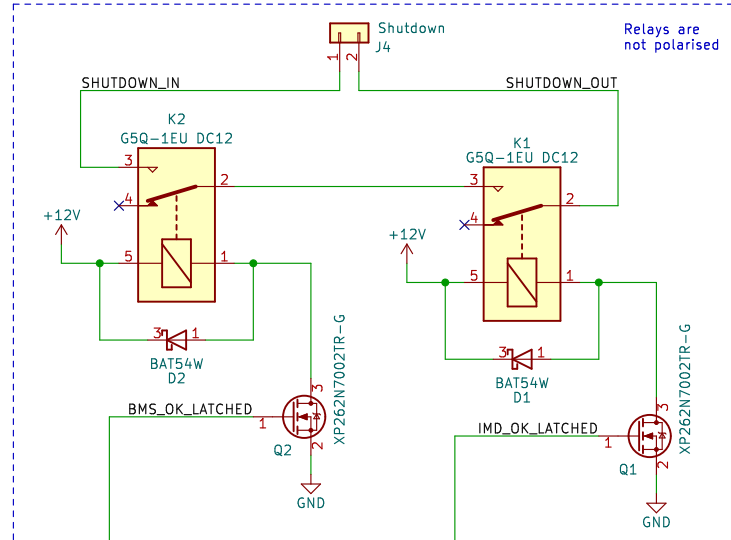 Shutdown
J4
Relays are
not polarised
1
2
SHUTDOWN_IN
SHUTDOWN_OUT
K2
G5Q-1EU DC12
3
4
2
5
1
+12V
K1
G5Q-1EU DC12
3
4
2
5
1
+12V
3
1
BAT54W
D2
3
1
BAT54W
D1
BMS_OK_LATCHED
1
3
2
Q2
XP262N7002TR-G
GND
IMD_OK_LATCHED
1
3
2
Q1
XP262N7002TR-G
GND